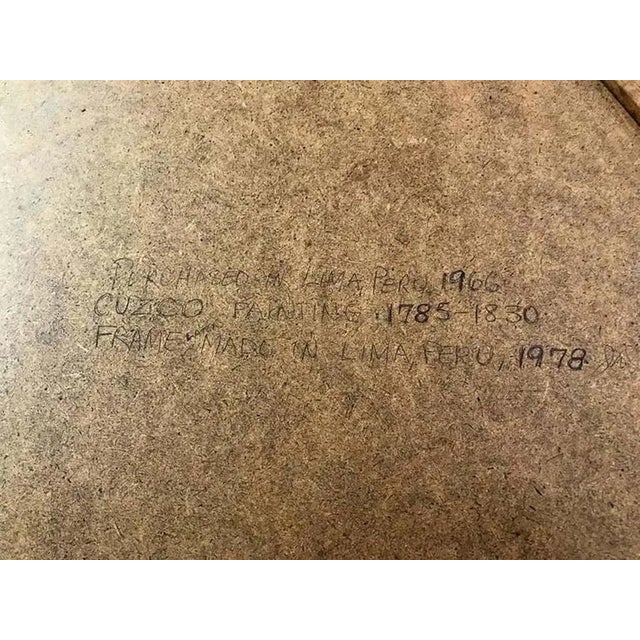 PURCHASED IN LIMA, PERU, 1966.
CUZCO PAINTING. 1785-1830.
FRAME, MADE IN LIMA, PERU, 1978.